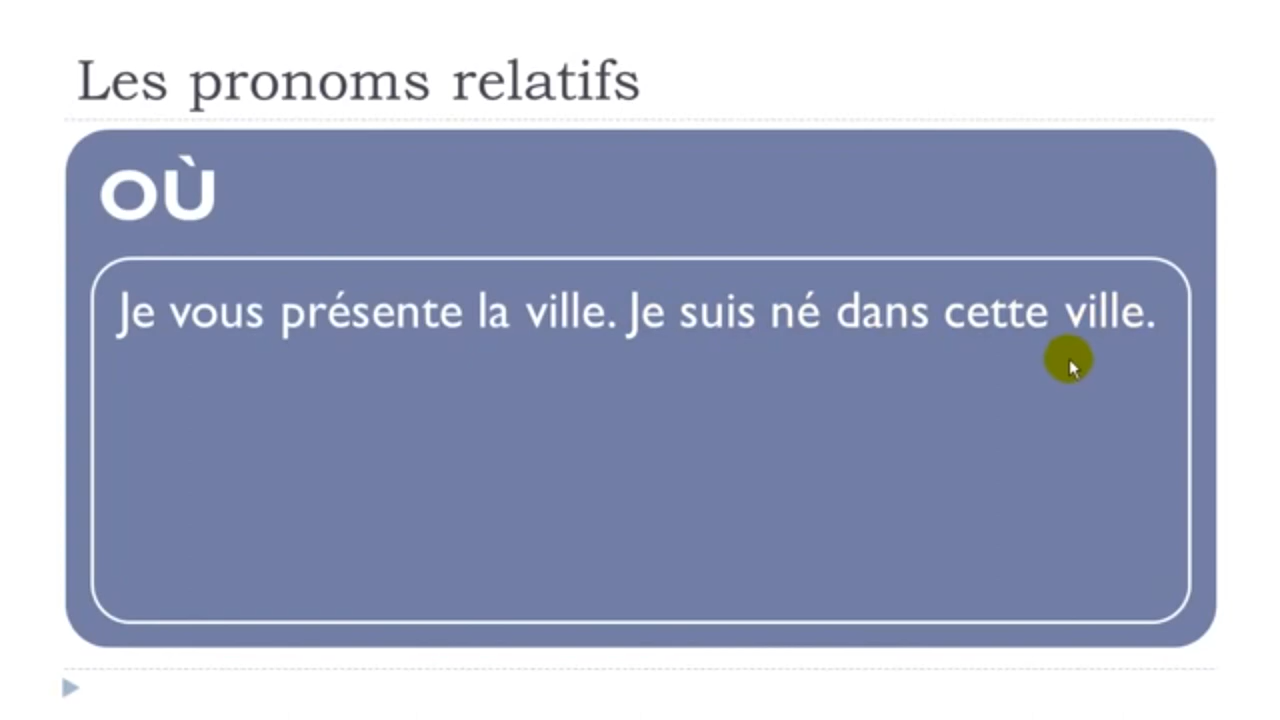 Les pronoms relatifs
OÙ
Je vous présente la ville. Je suis né dans cette ville.